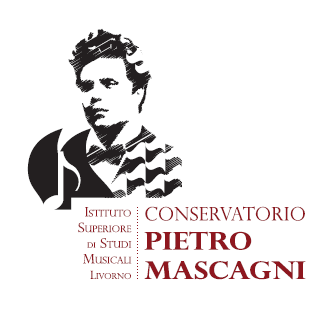 Istituto
Superiore
di Studi
Musicali
Livorno
CONSERVATORIO
PIETRO
MASCAGNI